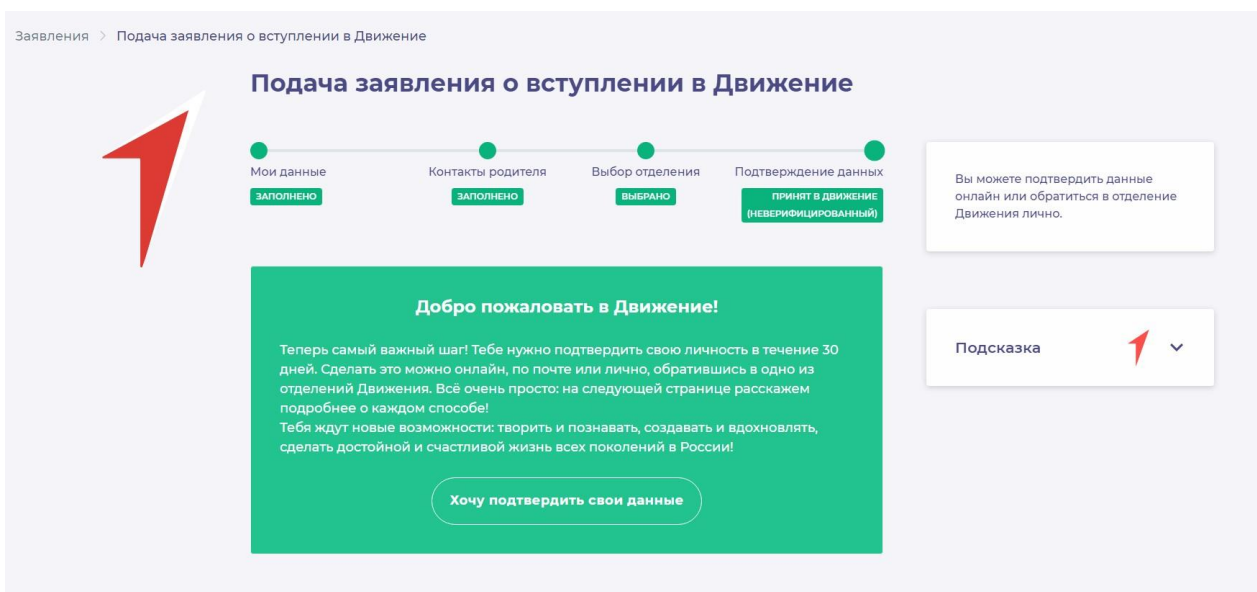 Заявления > Подача заявления о вступлении в Движение
Подача заявления о вступлении в Движение
Мои данные
ЗАПОЛНЕНО
Контакты родителя
ЗАПОЛНЕНО
Выбор отделения
ВЫБРАНО
Подтверждение данных
ПРИНЯТ В ДВИЖЕНИЕ
(НЕВЕРИФИЦИРОВАННЫЙ)
Вы можете подтвердить данные
онлайн или обратиться в отделение
Движения лично.
Добро пожаловать в Движение!
Теперь самый важный шаг! Тебе нужно подтвердить свою личность в течение 30
дней. Сделать это можно онлайн, по почте или лично, обратившись в одно из
отделений Движения. Всё очень просто: на следующей странице расскажем
подробнее о каждом способе!
Тебя ждут новые возможности: творить и познавать, создавать и вдохновлять,
сделать достойной и счастливой жизнь всех поколений в России!
Хочу подтвердить свои данные
Подсказка